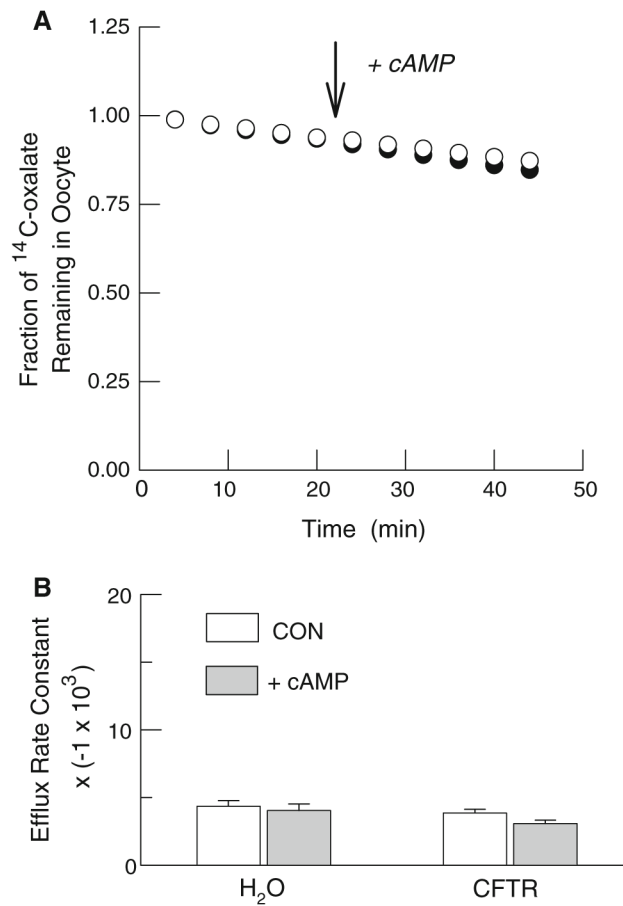 A
1.25
1.00
0.75
0.50
0.25
0.00
+ cAMP
Fraction of ¹⁴C-oxalate
Remaining in Oocyte
0 10 20 30 40 50
Time (min)
B
20
10
0
Efflux Rate Constant
x (-1 x 10³)
CON
+ cAMP
H₂O CFTR